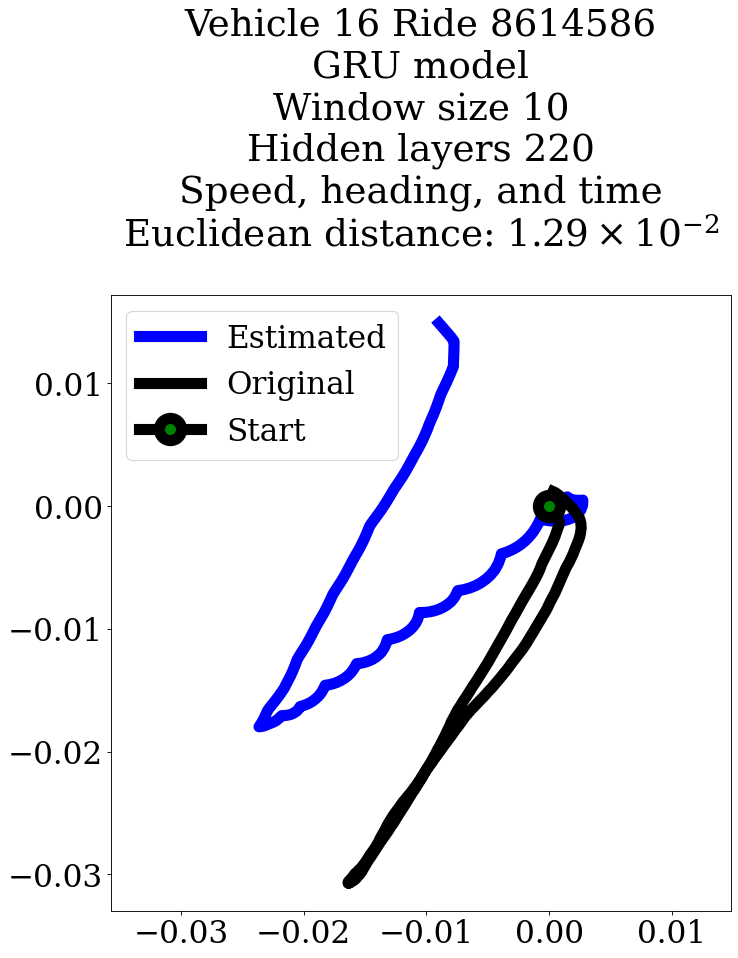 Vehicle 16 Ride 8614586
GRU model
Window size 10
Hidden layers 220
Speed, heading, and time
Euclidean distance: 1.29 × 10⁻²
Estimated
Original
Start
0.01
0.00
−0.01
−0.02
−0.03
−0.03 −0.02 −0.01 0.00 0.01